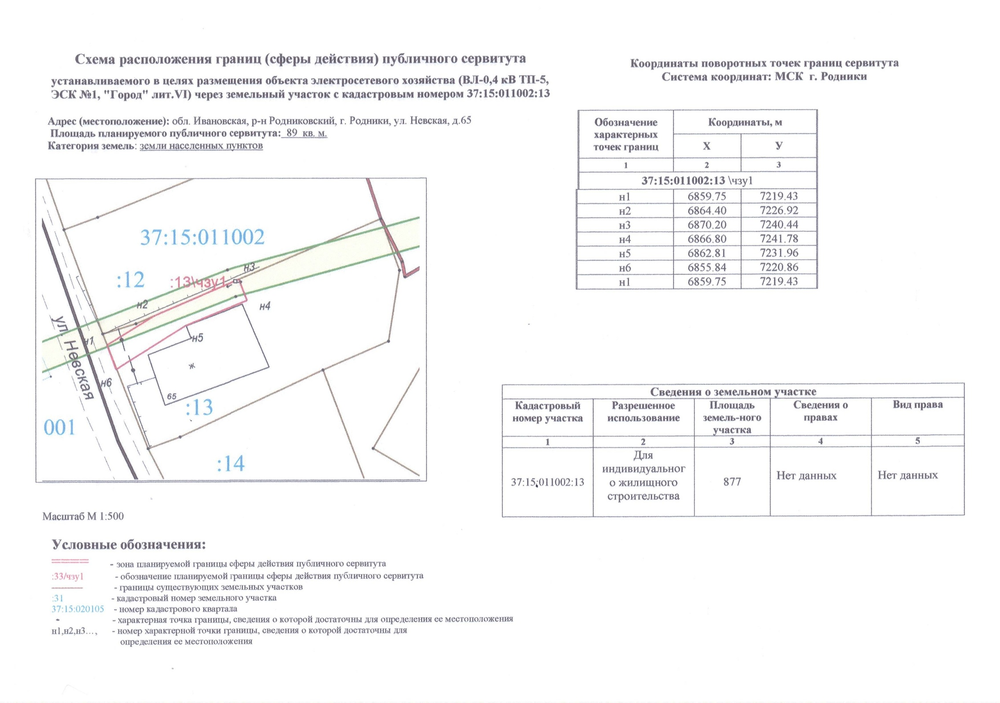 Схема расположения границ (сферы действия) публичного сервитута
устанавливаемого в целях размещения объекта электросетевого хозяйства (ВЛ-0,4 кВ ТП-5,
ЭСК №1, "Город" лит.VI) через земельный участок с кадастровым номером 37:15:011002:13
Адрес (местоположение): обл. Ивановская, р-н Родниковский, г. Родники, ул. Невская, д.65
Площадь планируемого публичного сервитута: 89 кв. м.
Категория земель: земли населенных пунктов
37:15:011002
:12
:13\чзу1
н3
н2
н4
н1
н5
ул. Невская
ж
н6
65
:13
001
:14
Масштаб М 1:500
Условные обозначения:
- зона планируемой границы сферы действия публичного сервитута
:33/чзу1 - обозначение планируемой границы сферы действия публичного сервитута
- границы существующих земельных участков
:31 - кадастровый номер земельного участка
37:15:020105 - номер кадастрового квартала
- характерная точка границы, сведения о которой достаточны для определения ее местоположения
н1,н2,н3…, - номер характерной точки границы, сведения о которой достаточны для
определения ее местоположения
Координаты поворотных точек границ сервитута
Система координат: МСК г. Родники
Обозначение характерных точек границ Координаты, м
Х У
1 2 3
37:15:011002:13 \чзу1
н1 6859.75 7219.43
н2 6864.40 7226.92
н3 6870.20 7240.44
н4 6866.80 7241.78
н5 6862.81 7231.96
н6 6855.84 7220.86
н1 6859.75 7219.43
Сведения о земельном участке
Кадастровый Разрешенное Площадь Сведения о Вид права
номер участка использование земель-ного правах
участка
1 2 3 4 5
Для
индивидуальног
37:15:011002:13 о жилищного 877 Нет данных Нет данных
строительства